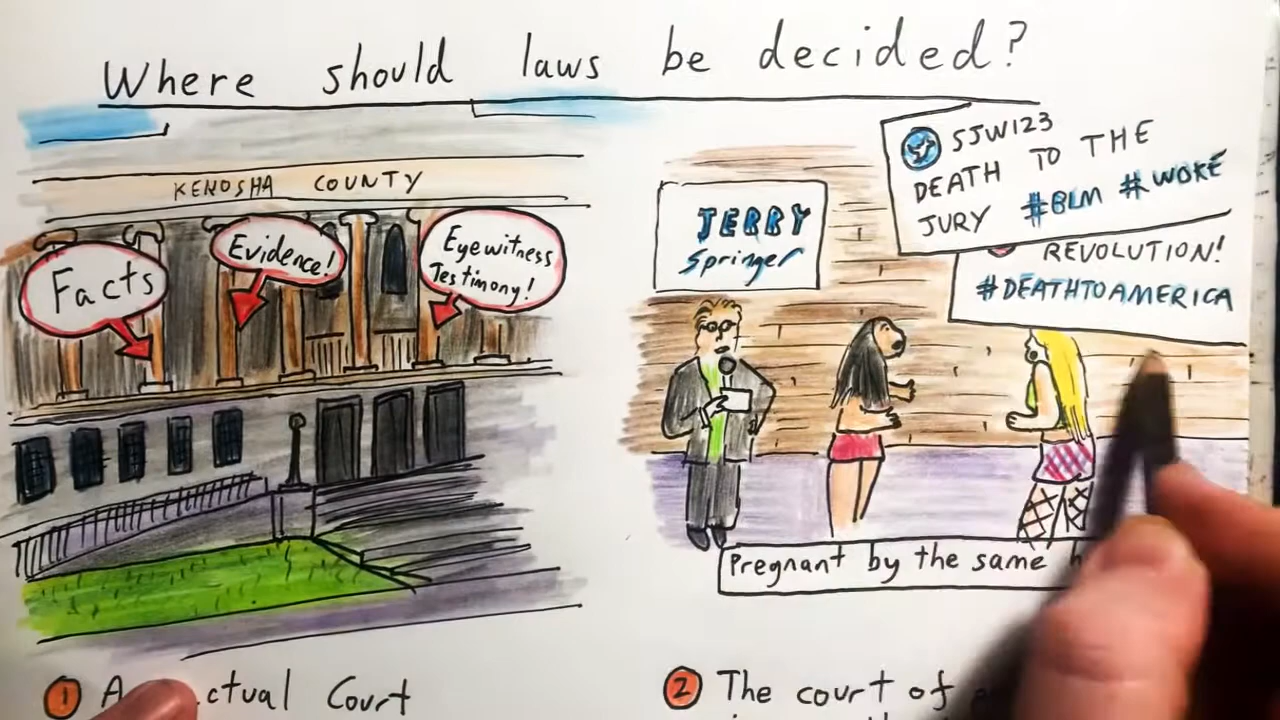 Where should laws be decided?
KENOSHA COUNTY
Facts
Evidence!
Eyewitness
Testimony!
JERRY
Springer
SJW123
DEATH TO THE
JURY #BLM #WOKE
REVOLUTION!
#DEATHTOAMERICA
Pregnant by the same
1 A ctual Court
2 The court of